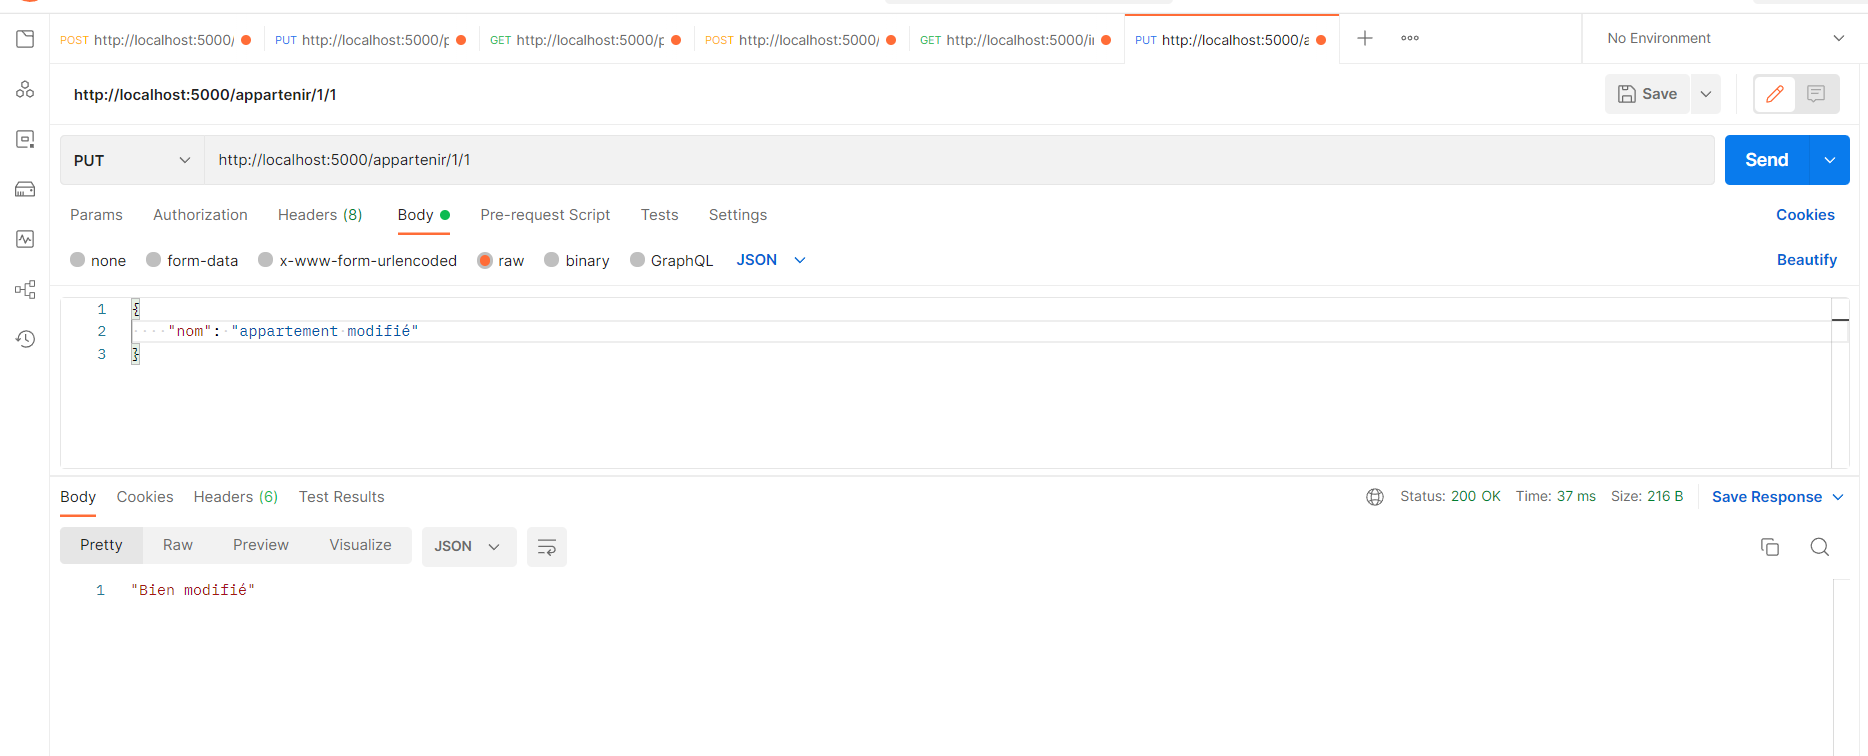 POST http://localhost:5000/ PUT http://localhost:5000/p GET http://localhost:5000/p POST http://localhost:5000/ GET http://localhost:5000/i PUT http://localhost:5000/a No Environment
http://localhost:5000/appartenir/1/1 Save
PUT http://localhost:5000/appartenir/1/1 Send
Params Authorization Headers (8) Body Pre-request Script Tests Settings Cookies
none form-data x-www-form-urlencoded raw binary GraphQL JSON Beautify
1 {
2 "nom": "appartement modifié"
3 }
Body Cookies Headers (6) Test Results Status: 200 OK Time: 37 ms Size: 216 B Save Response
Pretty Raw Preview Visualize JSON
1 "Bien modifié"